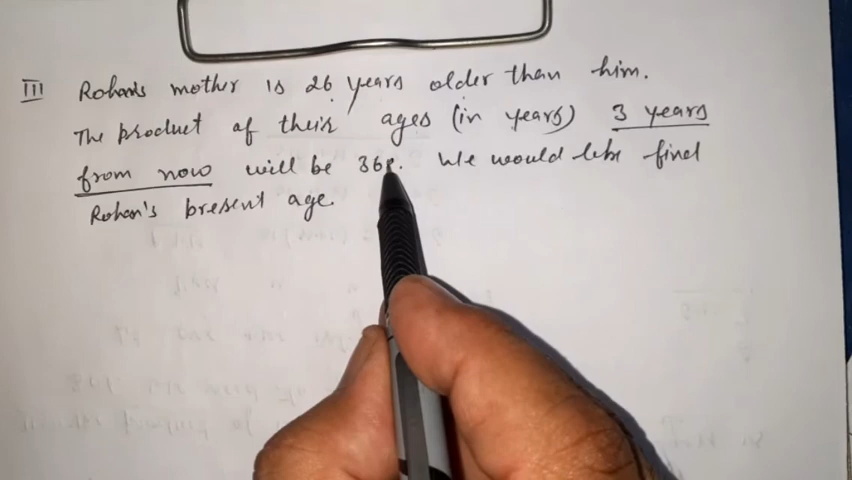 III Rohan's mother is 26 years older than him.
The product of their ages (in years) 3 years
from now will be 36. We would like find
Rohan's present age.